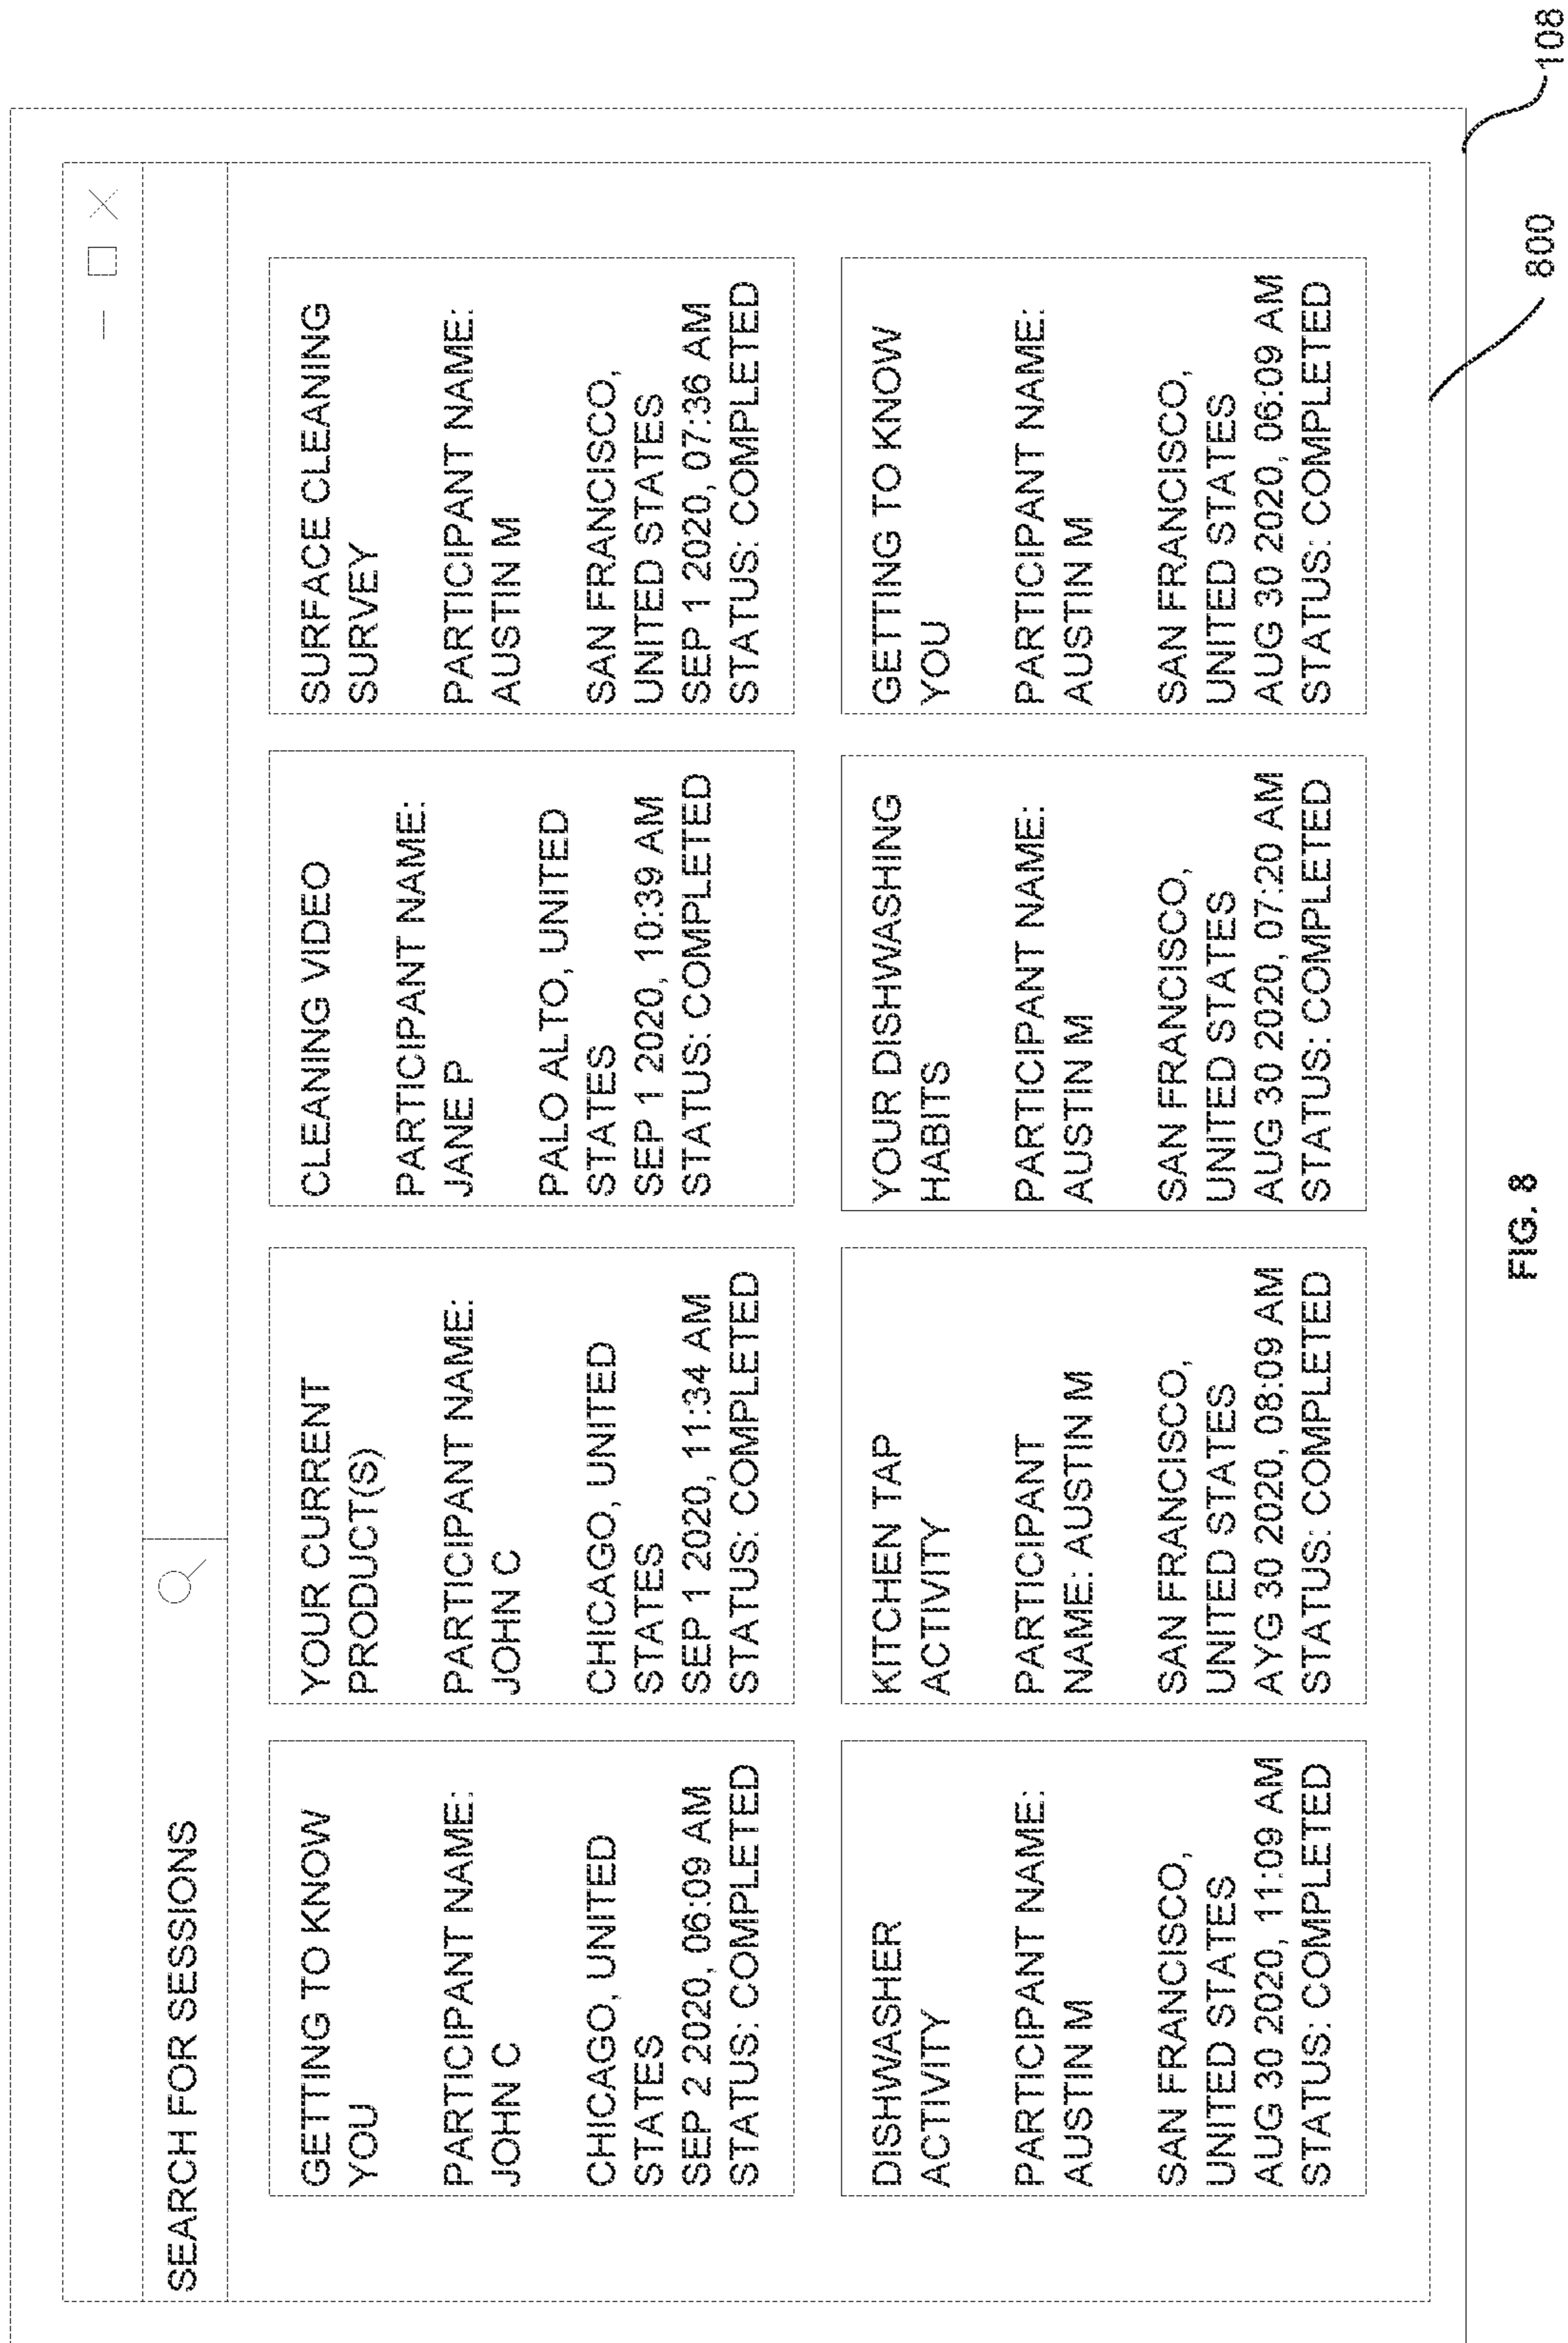 SEARCH FOR SESSIONS
GETTING TO KNOW
YOU
PARTICIPANT NAME:
JOHN C
CHICAGO, UNITED
STATES
SEP 2 2020, 06:09 AM
STATUS: COMPLETED
YOUR CURRENT
PRODUCT(S)
PARTICIPANT NAME:
JOHN C
CHICAGO, UNITED
STATES
SEP 1 2020, 11:34 AM
STATUS: COMPLETED
CLEANING VIDEO
PARTICIPANT NAME:
JANE P
PALO ALTO, UNITED
STATES
SEP 1 2020, 10:39 AM
STATUS: COMPLETED
SURFACE CLEANING
SURVEY
PARTICIPANT NAME:
AUSTIN M
SAN FRANCISCO,
UNITED STATES
SEP 1 2020, 07:36 AM
STATUS: COMPLETED
DISHWASHER
ACTIVITY
PARTICIPANT NAME:
AUSTIN M
SAN FRANCISCO,
UNITED STATES
AUG 30 2020, 11:09 AM
STATUS: COMPLETED
KITCHEN TAP
ACTIVITY
PARTICIPANT
NAME: AUSTIN M
SAN FRANCISCO,
UNITED STATES
AYG 30 2020, 08:09 AM
STATUS: COMPLETED
YOUR DISHWASHING
HABITS
PARTICIPANT NAME:
AUSTIN M
SAN FRANCISCO,
UNITED STATES
AUG 30 2020, 07:20 AM
STATUS: COMPLETED
GETTING TO KNOW
YOU
PARTICIPANT NAME:
AUSTIN M
SAN FRANCISCO,
UNITED STATES
AUG 30 2020, 06:09 AM
STATUS: COMPLETED
800
108
FIG. 8